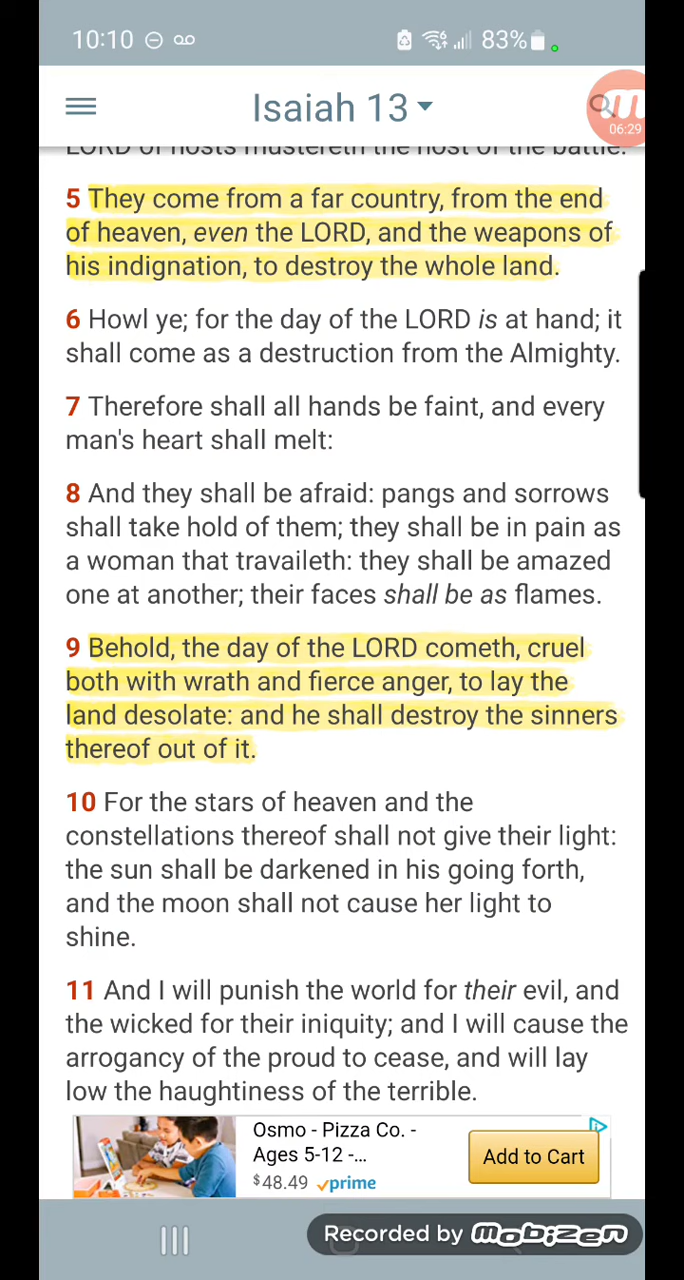 10:10 83%
Isaiah 13
06:29
LORD of hosts mustereth the host of the battle.
5 They come from a far country, from the end
of heaven, even the LORD, and the weapons of
his indignation, to destroy the whole land.
6 Howl ye; for the day of the LORD is at hand; it
shall come as a destruction from the Almighty.
7 Therefore shall all hands be faint, and every
man's heart shall melt:
8 And they shall be afraid: pangs and sorrows
shall take hold of them; they shall be in pain as
a woman that travaileth: they shall be amazed
one at another; their faces shall be as flames.
9 Behold, the day of the LORD cometh, cruel
both with wrath and fierce anger, to lay the
land desolate: and he shall destroy the sinners
thereof out of it.
10 For the stars of heaven and the
constellations thereof shall not give their light:
the sun shall be darkened in his going forth,
and the moon shall not cause her light to
shine.
11 And I will punish the world for their evil, and
the wicked for their iniquity; and I will cause the
arrogancy of the proud to cease, and will lay
low the haughtiness of the terrible.
Osmo - Pizza Co. -
Ages 5-12 -...
$48.49 prime
Add to Cart
Recorded by mobizen